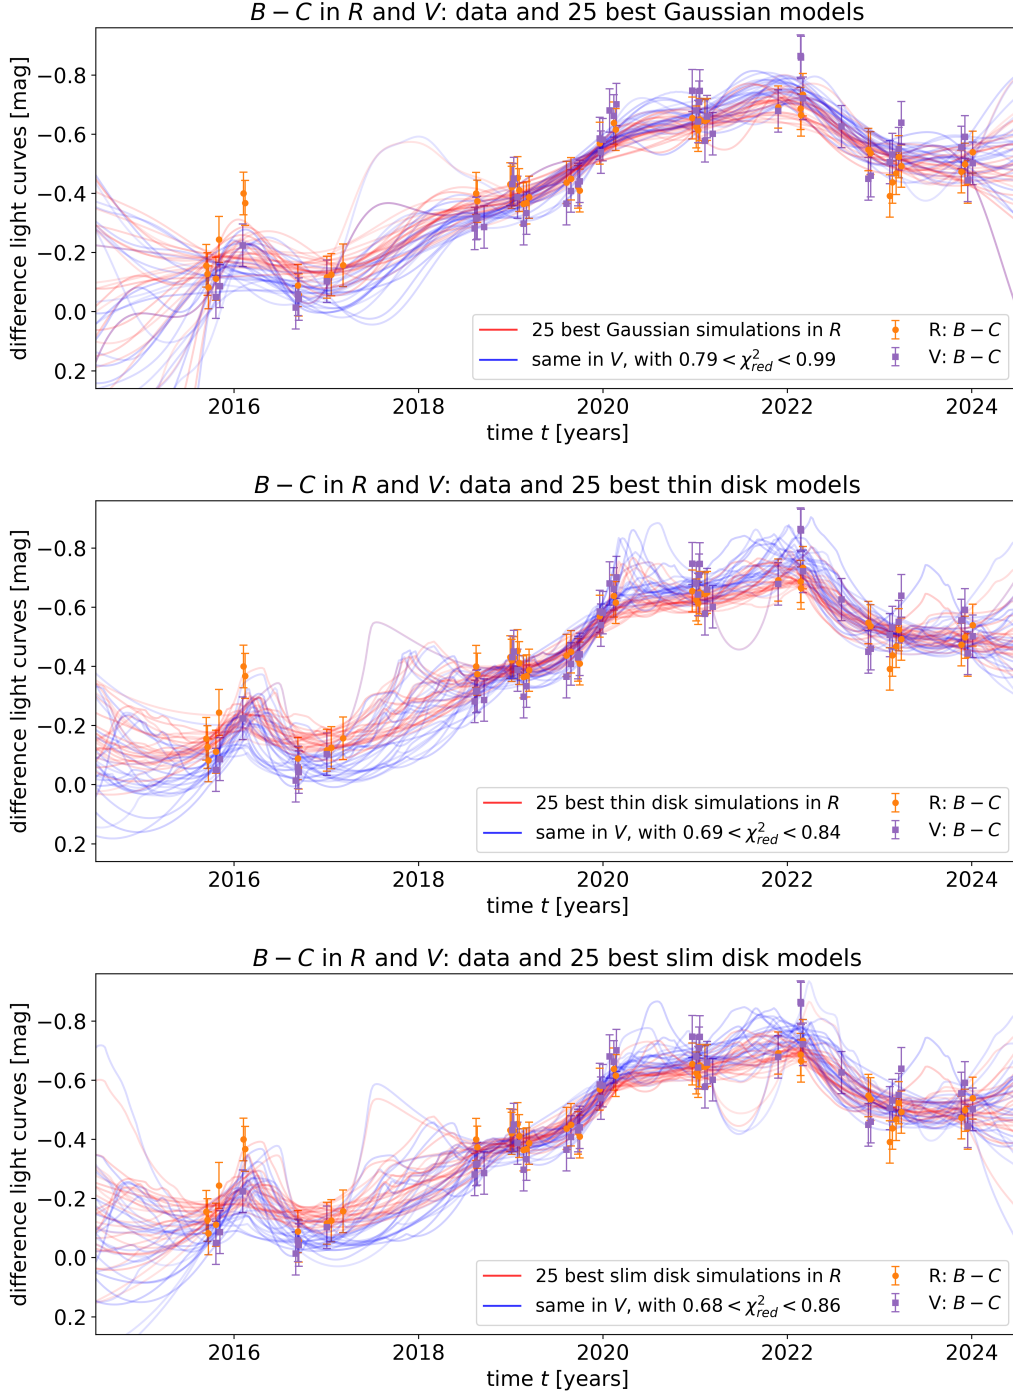 B − C in R and V: data and 25 best Gaussian models
difference light curves [mag]
−0.8
−0.6
−0.4
−0.2
0.0
0.2
25 best Gaussian simulations in R
same in V, with 0.79 < χ²red < 0.99
R: B − C
V: B − C
2016 2018 2020 2022 2024
time t [years]
B − C in R and V: data and 25 best thin disk models
difference light curves [mag]
−0.8
−0.6
−0.4
−0.2
0.0
0.2
25 best thin disk simulations in R
same in V, with 0.69 < χ²red < 0.84
R: B − C
V: B − C
2016 2018 2020 2022 2024
time t [years]
B − C in R and V: data and 25 best slim disk models
difference light curves [mag]
−0.8
−0.6
−0.4
−0.2
0.0
0.2
25 best slim disk simulations in R
same in V, with 0.68 < χ²red < 0.86
R: B − C
V: B − C
2016 2018 2020 2022 2024
time t [years]